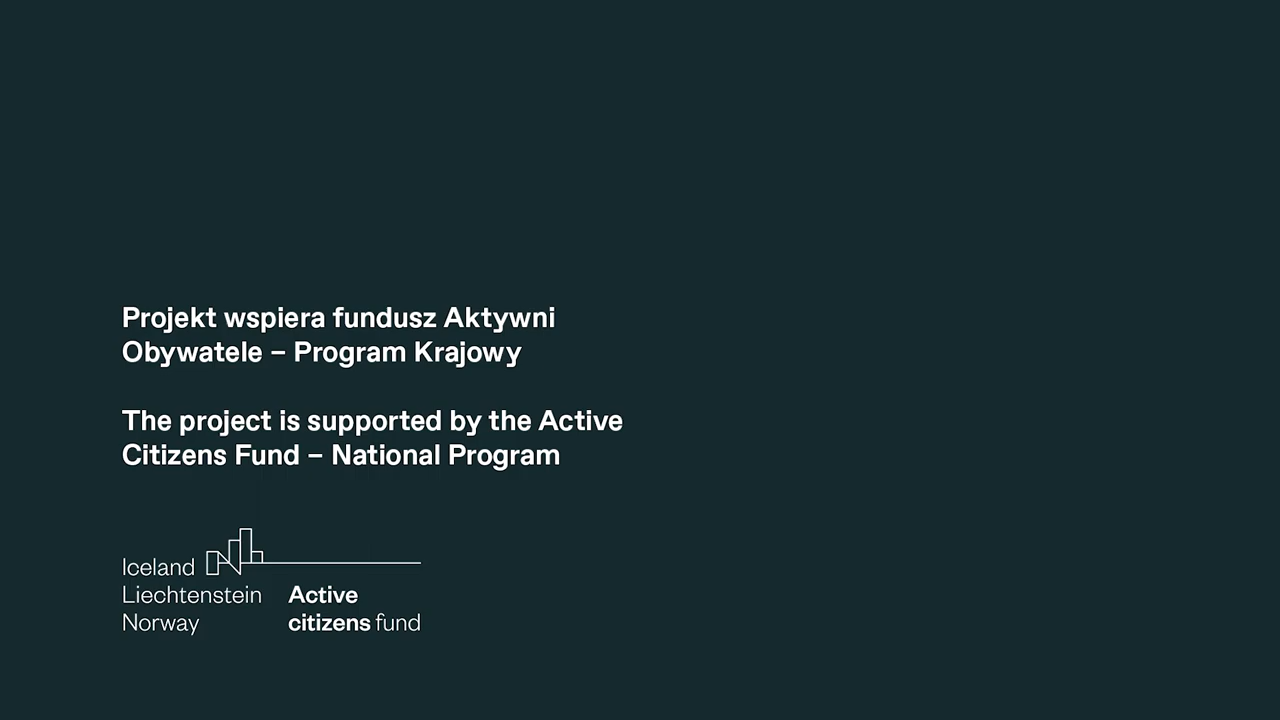 Projekt wspiera fundusz Aktywni
Obywatele – Program Krajowy
The project is supported by the Active
Citizens Fund – National Program
Iceland
Liechtenstein
Norway
Active
citizens fund